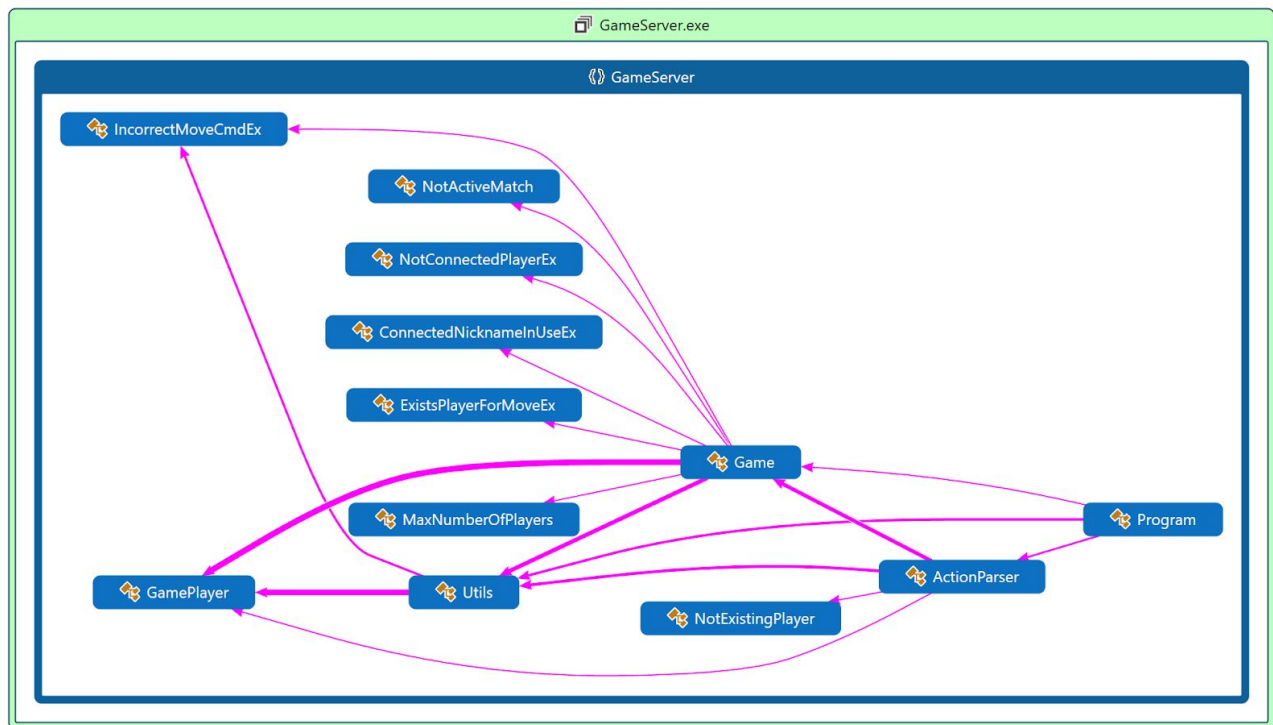 GameServer.exe
GameServer
IncorrectMoveCmdEx
NotActiveMatch
NotConnectedPlayerEx
ConnectedNicknameInUseEx
ExistsPlayerForMoveEx
Game
MaxNumberOfPlayers
Program
ActionParser
GamePlayer
Utils
NotExistingPlayer